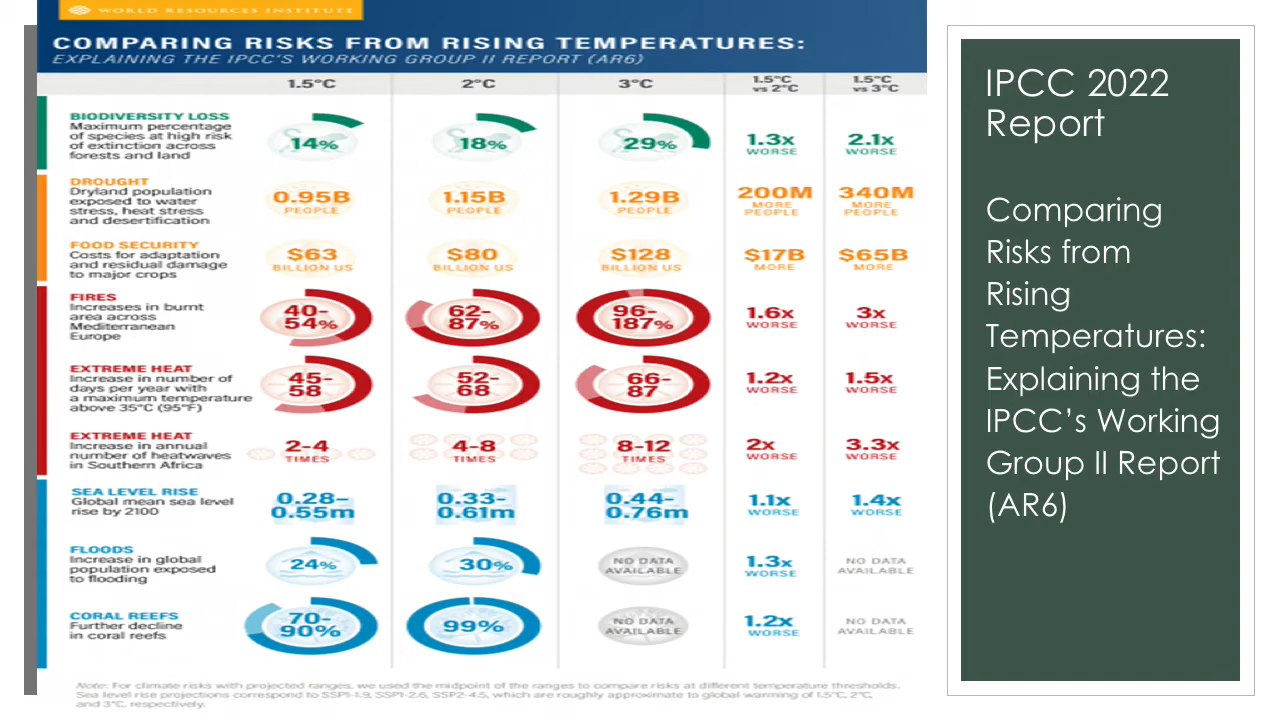 WORLD RESOURCES INSTITUTE
COMPARING RISKS FROM RISING TEMPERATURES:
EXPLAINING THE IPCC'S WORKING GROUP II REPORT (AR6)
1.5°C
2°C
3°C
1.5°C
vs 2°C
1.5°C
vs 3°C
BIODIVERSITY LOSS
Maximum percentage
of species at high risk
of extinction across
forests and land
14%
18%
29%
1.3x
WORSE
2.1x
WORSE
DROUGHT
Dryland population
exposed to water
stress, heat stress
and desertification
0.95B
PEOPLE
1.15B
PEOPLE
1.29B
PEOPLE
200M
MORE
PEOPLE
340M
MORE
PEOPLE
FOOD SECURITY
Costs for adaptation
and residual damage
to major crops
$63
BILLION US
$80
BILLION US
$128
BILLION US
$17B
MORE
$65B
MORE
FIRES
Increases in burnt
area across
Mediterranean
Europe
40-
54%
62-
87%
96-
187%
1.6x
WORSE
3x
WORSE
EXTREME HEAT
Increase in number of
days per year with
a maximum temperature
above 35°C (95°F)
45-
58
52-
68
66-
87
1.2x
WORSE
1.5x
WORSE
EXTREME HEAT
Increase in annual
number of heatwaves
in Southern Africa
2-4
TIMES
4-8
TIMES
8-12
TIMES
2x
WORSE
3.3x
WORSE
SEA LEVEL RISE
Global mean sea level
rise by 2100
0.28–
0.55m
0.33-
0.61m
0.44-
0.76m
1.1x
WORSE
1.4x
WORSE
FLOODS
Increase in global
population exposed
to flooding
24%
30%
NO DATA
AVAILABLE
1.3x
WORSE
NO DATA
AVAILABLE
CORAL REEFS
Further decline
in coral reefs
70-
90%
99%
NO DATA
AVAILABLE
1.2x
WORSE
NO DATA
AVAILABLE
Note: For climate risks with projected ranges, we used the midpoint of the ranges to compare risks at different temperature thresholds.
Sea level rise projections correspond to SSP1-1.9, SSP1-2.6, SSP2-4.5, which are roughly approximate to global warming of 1.5°C, 2°C,
and 3°C, respectively.
IPCC 2022
Report
Comparing
Risks from
Rising
Temperatures:
Explaining the
IPCC's Working
Group II Report
(AR6)